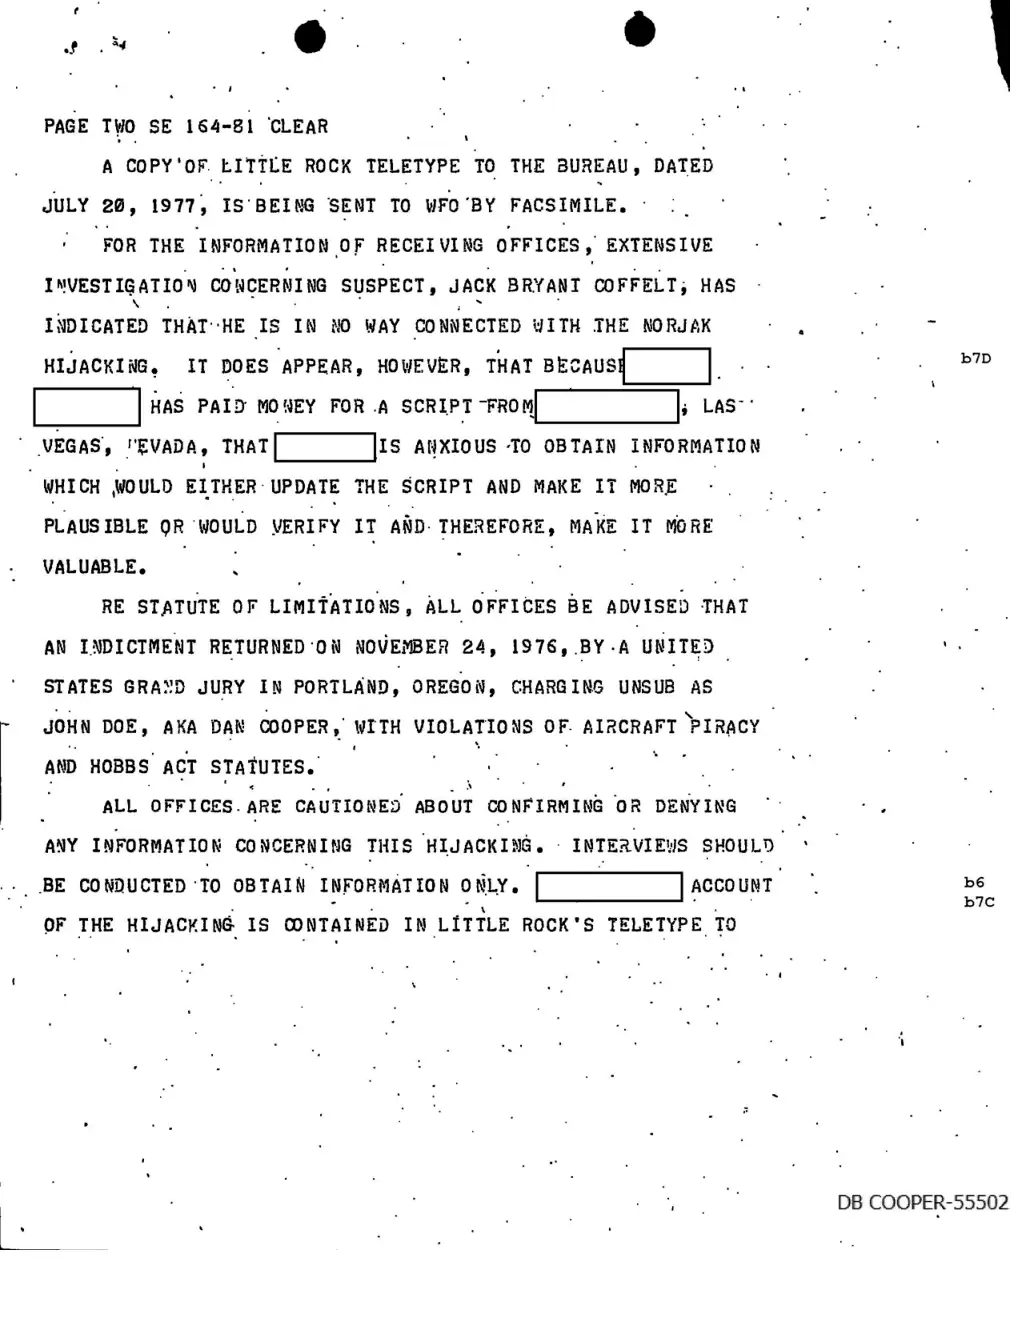 PAGE TWO SE 164-81 CLEAR
A COPY OF LITTLE ROCK TELETYPE TO THE BUREAU, DATED
JULY 20, 1977, IS BEING SENT TO WFO BY FACSIMILE.
FOR THE INFORMATION OF RECEIVING OFFICES, EXTENSIVE
INVESTIGATION CONCERNING SUSPECT, JACK BRYANT COFFELT, HAS
INDICATED THAT HE IS IN NO WAY CONNECTED WITH THE NORJAK
HIJACKING. IT DOES APPEAR, HOWEVER, THAT BECAUSE
b7D
HAS PAID MONEY FOR A SCRIPT FROM , LAS
VEGAS, NEVADA, THAT IS ANXIOUS TO OBTAIN INFORMATION
WHICH WOULD EITHER UPDATE THE SCRIPT AND MAKE IT MORE
PLAUSIBLE OR WOULD VERIFY IT AND THEREFORE, MAKE IT MORE
VALUABLE.
RE STATUTE OF LIMITATIONS, ALL OFFICES BE ADVISED THAT
AN INDICTMENT RETURNED ON NOVEMBER 24, 1976, BY A UNITED
STATES GRAND JURY IN PORTLAND, OREGON, CHARGING UNSUB AS
JOHN DOE, AKA DAN COOPER, WITH VIOLATIONS OF AIRCRAFT PIRACY
AND HOBBS ACT STATUTES.
ALL OFFICES ARE CAUTIONED ABOUT CONFIRMING OR DENYING
ANY INFORMATION CONCERNING THIS HIJACKING. INTERVIEWS SHOULD
BE CONDUCTED TO OBTAIN INFORMATION ONLY. ACCOUNT
b6
b7C
OF THE HIJACKING IS CONTAINED IN LITTLE ROCK'S TELETYPE TO
DB COOPER-55502